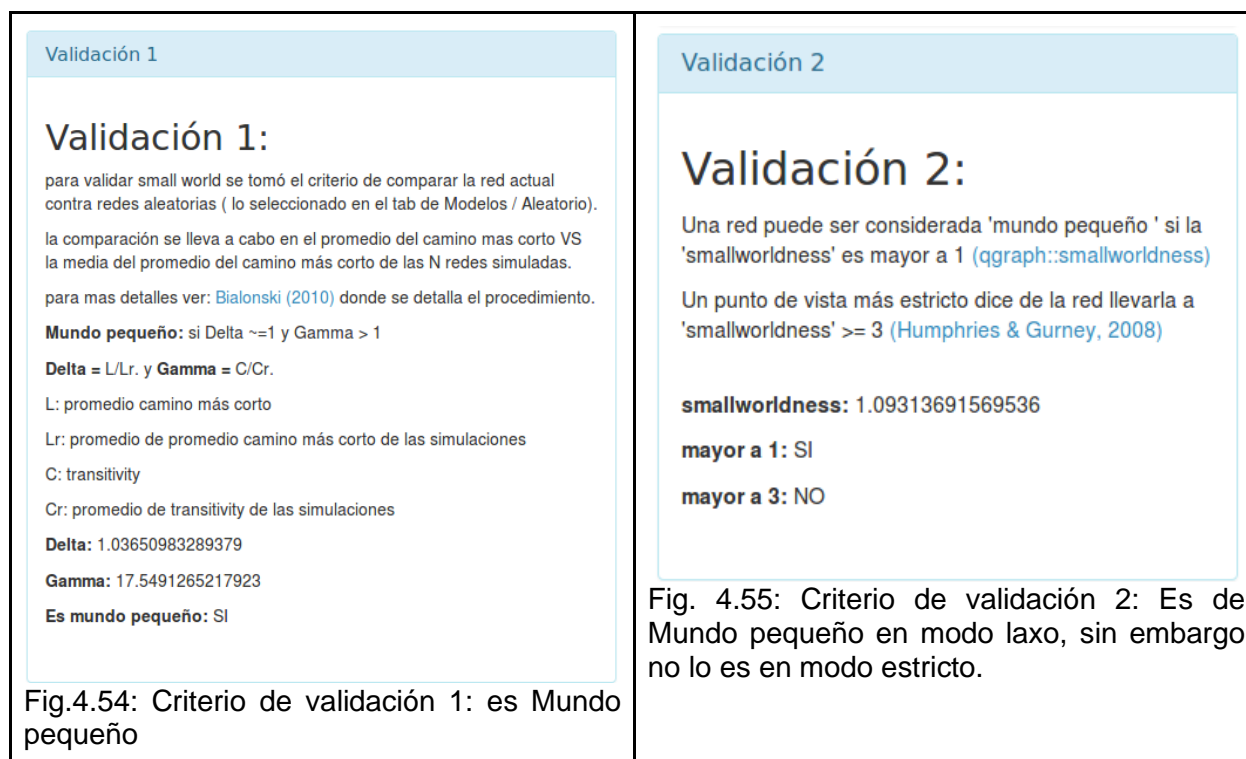 Validación 1
Validación 1:
para validar small world se tomó el criterio de comparar la red actual
contra redes aleatorias ( lo seleccionado en el tab de Modelos / Aleatorio).
la comparación se lleva a cabo en el promedio del camino mas corto VS
la media del promedio del camino más corto de las N redes simuladas.
para mas detalles ver: Bialonski (2010) donde se detalla el procedimiento.
Mundo pequeño: si Delta ~=1 y Gamma > 1
Delta = L/Lr. y Gamma = C/Cr.
L: promedio camino más corto
Lr: promedio de promedio camino más corto de las simulaciones
C: transitivity
Cr: promedio de transitivity de las simulaciones
Delta: 1.03650983289379
Gamma: 17.5491265217923
Es mundo pequeño: SI
Fig.4.54: Criterio de validación 1: es Mundo
pequeño
Validación 2
Validación 2:
Una red puede ser considerada 'mundo pequeño ' si la
'smallworldness' es mayor a 1 (qgraph::smallworldness)
Un punto de vista más estricto dice de la red llevarla a
'smallworldness' >= 3 (Humphries & Gurney, 2008)
smallworldness: 1.09313691569536
mayor a 1: SI
mayor a 3: NO
Fig. 4.55: Criterio de validación 2: Es de
Mundo pequeño en modo laxo, sin embargo
no lo es en modo estricto.